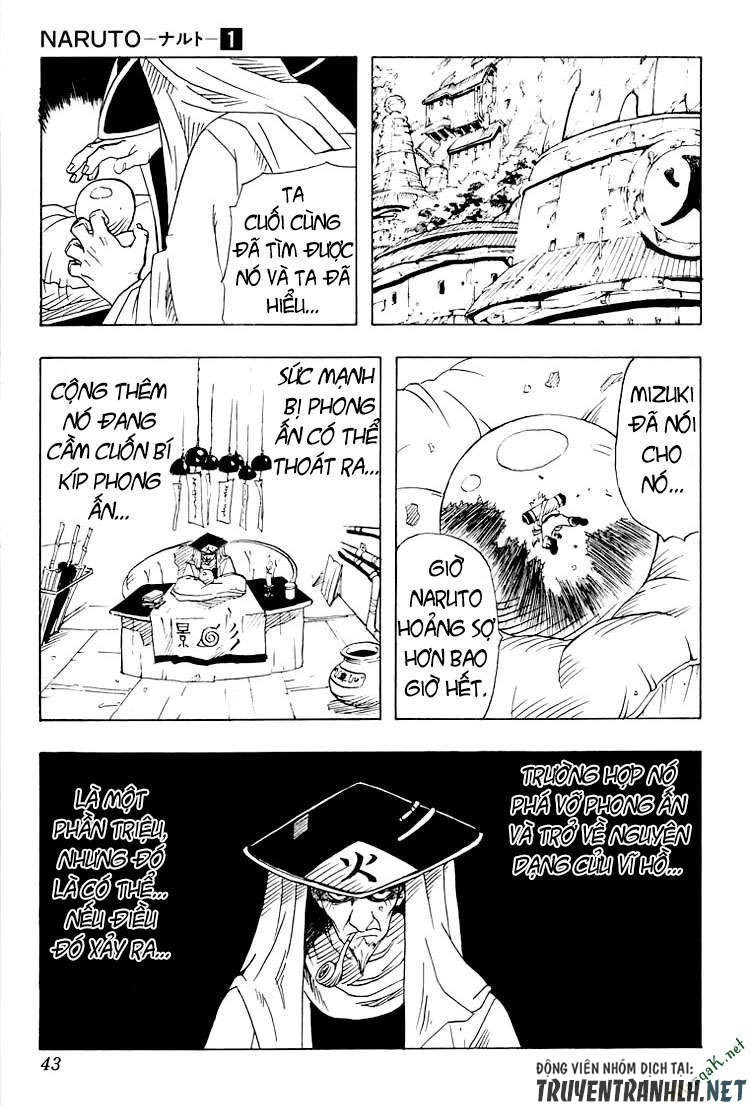 NARUTO—ナルト—1
TA
CUỐI CÙNG
ĐÃ TÌM ĐƯỢC
NÓ VÀ TA ĐÃ
HIỂU...
MIZUKI
ĐÃ NÓI
CHO
NÓ...
GIỜ
NARUTO
HOẢNG SỢ
HƠN BAO
GIỜ HẾT.
SỨC MẠNH
BỊ PHONG
ẤN CÓ THỂ
THOÁT RA...
CỘNG THÊM
NÓ ĐANG
CẦM CUỐN BÍ
KÍP PHONG
ẤN...
景
TRƯỜNG HỢP NÓ
PHÁ VỠ PHONG ẤN
VÀ TRỞ VỀ NGUYÊN
DẠNG CỬU VĨ HỒ...
LÀ MỘT
PHẦN TRIỆU,
NHƯNG ĐÓ
LÀ CÓ THỂ...
NẾU ĐIỀU
ĐÓ XẢY RA...
火
43
ĐỘNG VIÊN NHÓM DỊCH TẠI:
TRUYENTRANHLH.NET